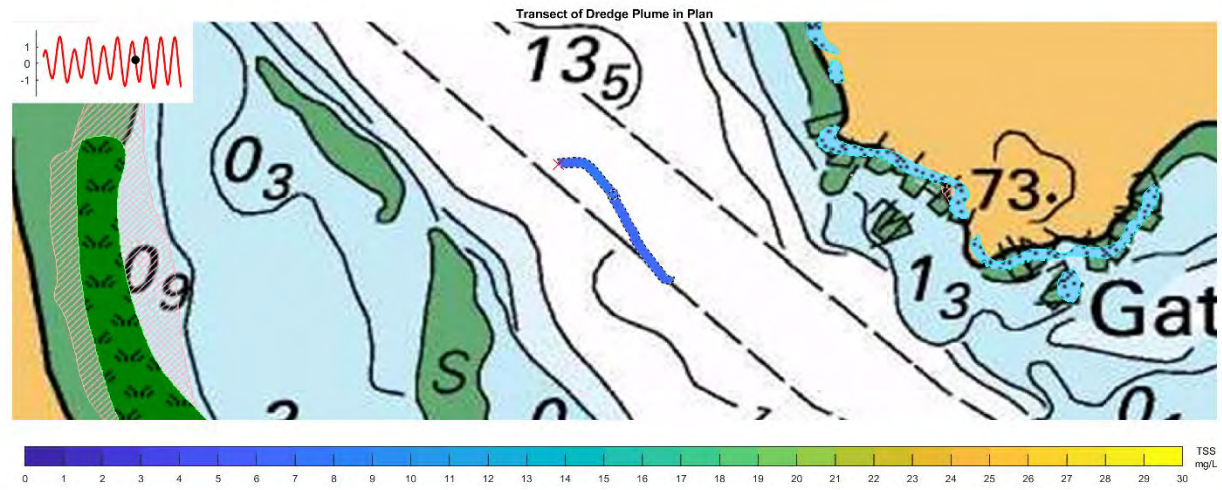 Transect of Dredge Plume in Plan
1
0
-1
13₅
0₃
73.
0₉
1₃
Gat
S
0 1 2 3 4 5 6 7 8 9 10 11 12 13 14 15 16 17 18 19 20 21 22 23 24 25 26 27 28 29 30
TSS
mg/L